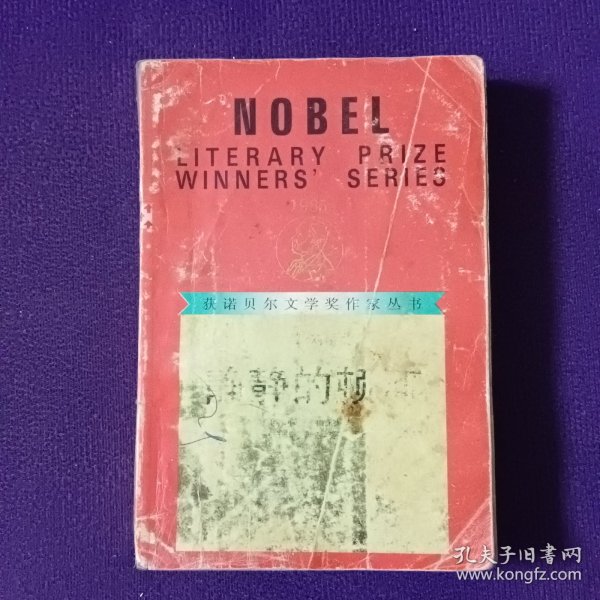 NOBEL
LITERARY PRIZE
WINNERS' SERIES
获诺贝尔文学奖作家丛书
静静的顿
孔夫子旧书网
www.kongfz.com